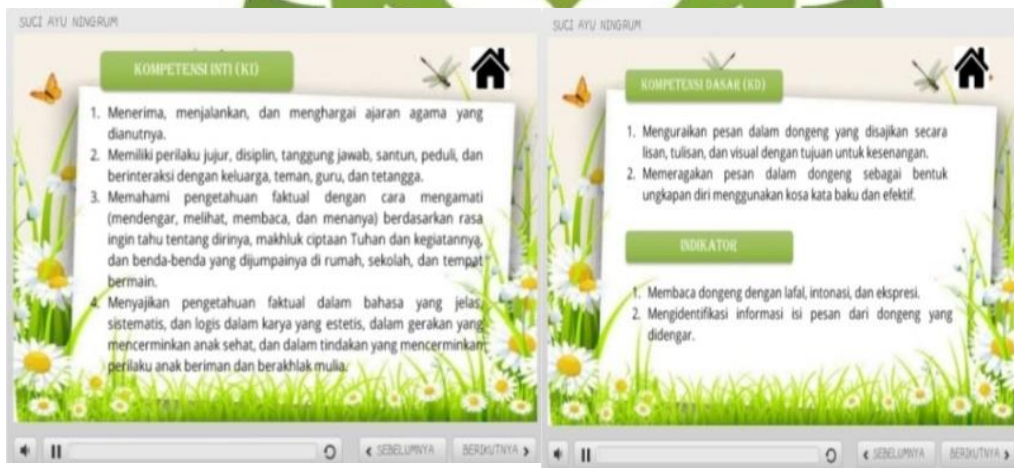 SUCI AYU NINGRUM
KOMPETENSI INTI (KI)
1. Menerima, menjalankan, dan menghargai ajaran agama yang
dianutnya.
2. Memiliki perilaku jujur, disiplin, tanggung jawab, santun, peduli, dan
berinteraksi dengan keluarga, teman, guru, dan tetangga.
3. Memahami pengetahuan faktual dengan cara mengamati
(mendengar, melihat, membaca, dan menanya) berdasarkan rasa
ingin tahu tentang dirinya, makhluk ciptaan Tuhan dan kegiatannya,
dan benda-benda yang dijumpainya di rumah, sekolah, dan tempat
bermain.
4. Menyajikan pengetahuan faktual dalam bahasa yang jelas,
sistematis, dan logis dalam karya yang estetis, dalam gerakan yang
mencerminkan anak sehat, dan dalam tindakan yang mencerminkan
perilaku anak beriman dan berakhlak mulia.
SEBELUMNYA
BERIKUTNYA
SUCI AYU NINGRUM
KOMPETENSI DASAR (KD)
1. Menguraikan pesan dalam dongeng yang disajikan secara
lisan, tulisan, dan visual dengan tujuan untuk kesenangan.
2. Memeragakan pesan dalam dongeng sebagai bentuk
ungkapan diri menggunakan kosa kata baku dan efektif.
INDIKATOR
1. Membaca dongeng dengan lafal, intonasi, dan ekspresi.
2. Mengidentifikasi informasi isi pesan dari dongeng yang
didengar.
SEBELUMNYA
BERIKUTNYA